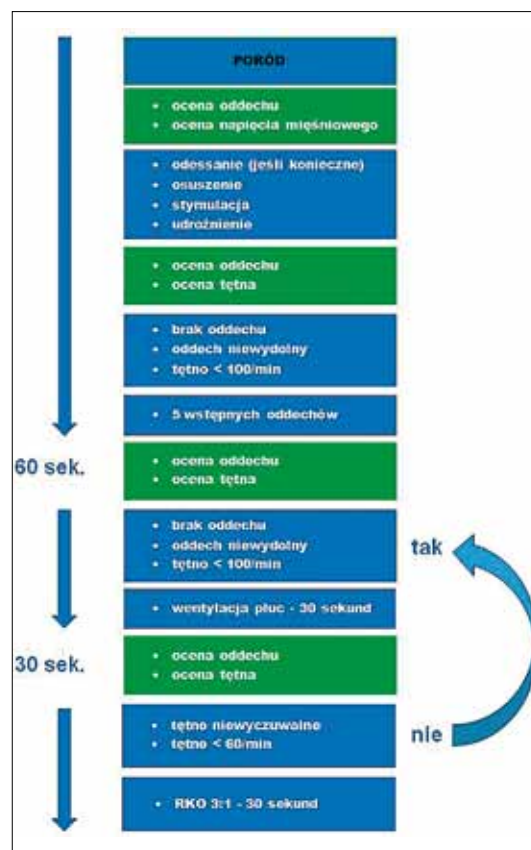 PORÓD
• ocena oddechu
• ocena napięcia mięśniowego
• odessanie (jeśli konieczne)
• osuszenie
• stymulacja
• udrożnienie
• ocena oddechu
• ocena tętna
• brak oddechu
• oddech niewydolny
• tętno < 100/min
• 5 wstępnych oddechów
60 sek.
• ocena oddechu
• ocena tętna
• brak oddechu
• oddech niewydolny
• tętno < 100/min
tak
• wentylacja płuc - 30 sekund
30 sek.
• ocena oddechu
• ocena tętna
• tętno niewyczuwalne
• tętno < 60/min
nie
• RKO 3:1 - 30 sekund